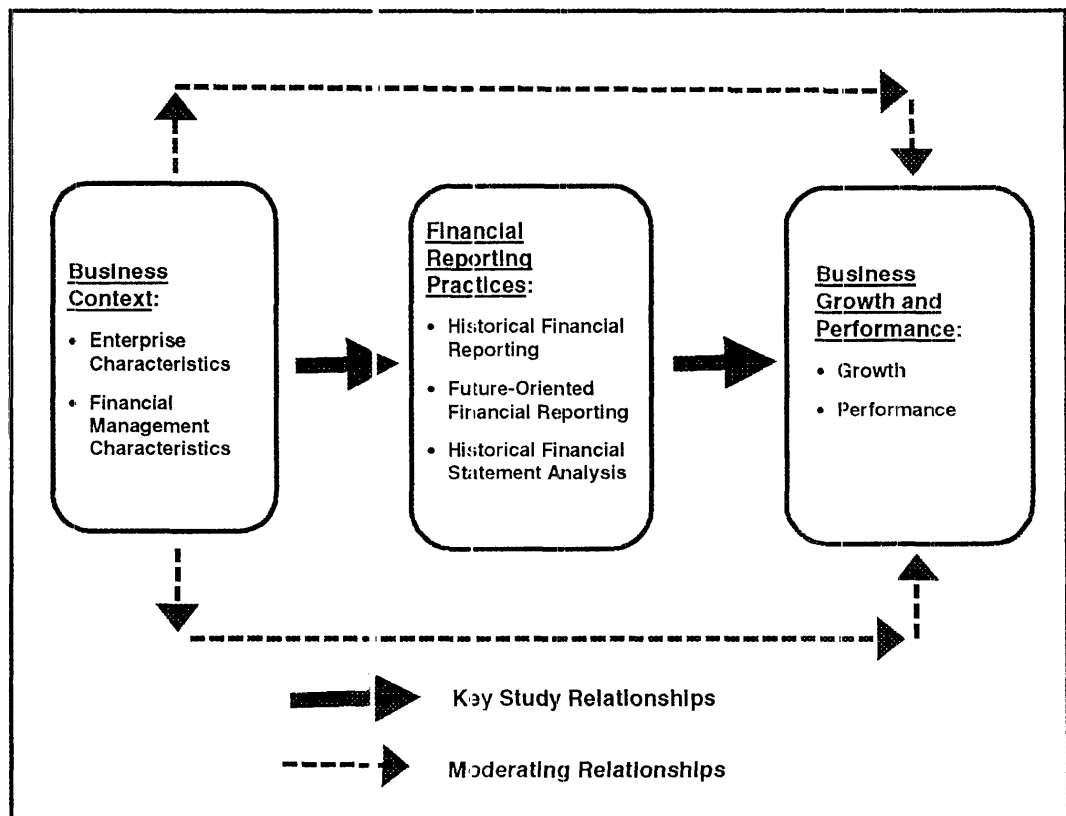 Business
Context:
• Enterprise
Characteristics
• Financial
Management
Characteristics
Financial
Reporting
Practices:
• Historical Financial
Reporting
• Future-Oriented
Financial Reporting
• Historical Financial
Statement Analysis
Business
Growth and
Performance:
• Growth
• Performance
Key Study Relationships
Moderating Relationships